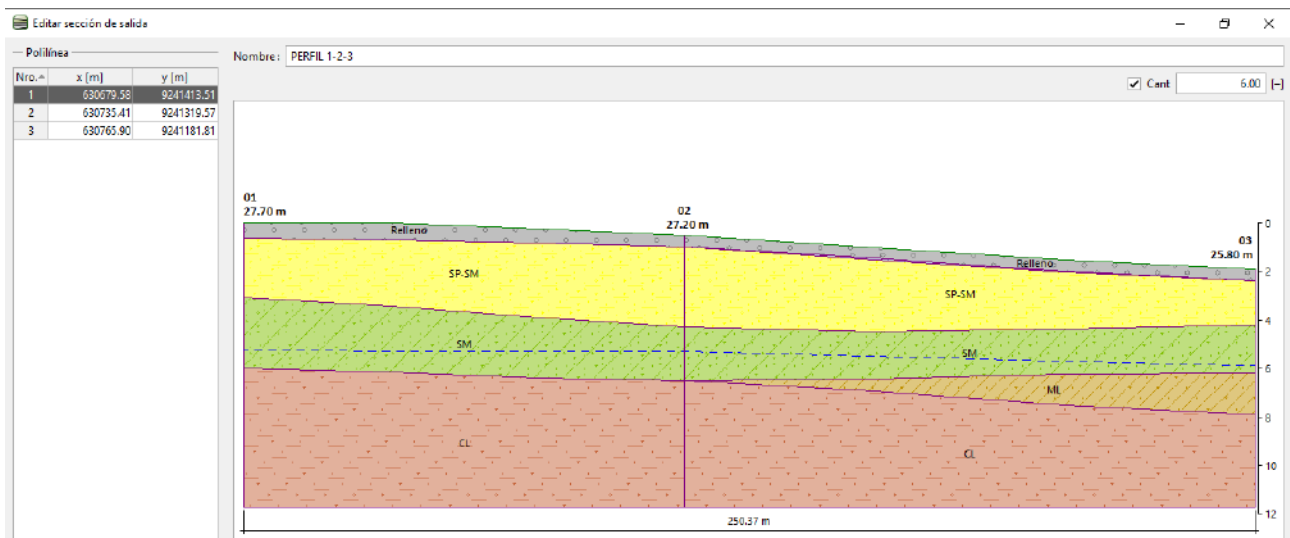 Editar sección de salida
Polilínea
Nombre: PERFIL 1-2-3
Nro. x [m] y [m]
1 630679.58 9241413.51
2 630735.41 9241319.57
3 630765.90 9241181.81
Cant 6.00 [-]
01
27.70 m
02
27.20 m
03
25.80 m
Relleno
Relleno
SP-SM
SP-SM
SM
SM
ML
CL
CL
0
2
4
6
8
10
12
250.37 m